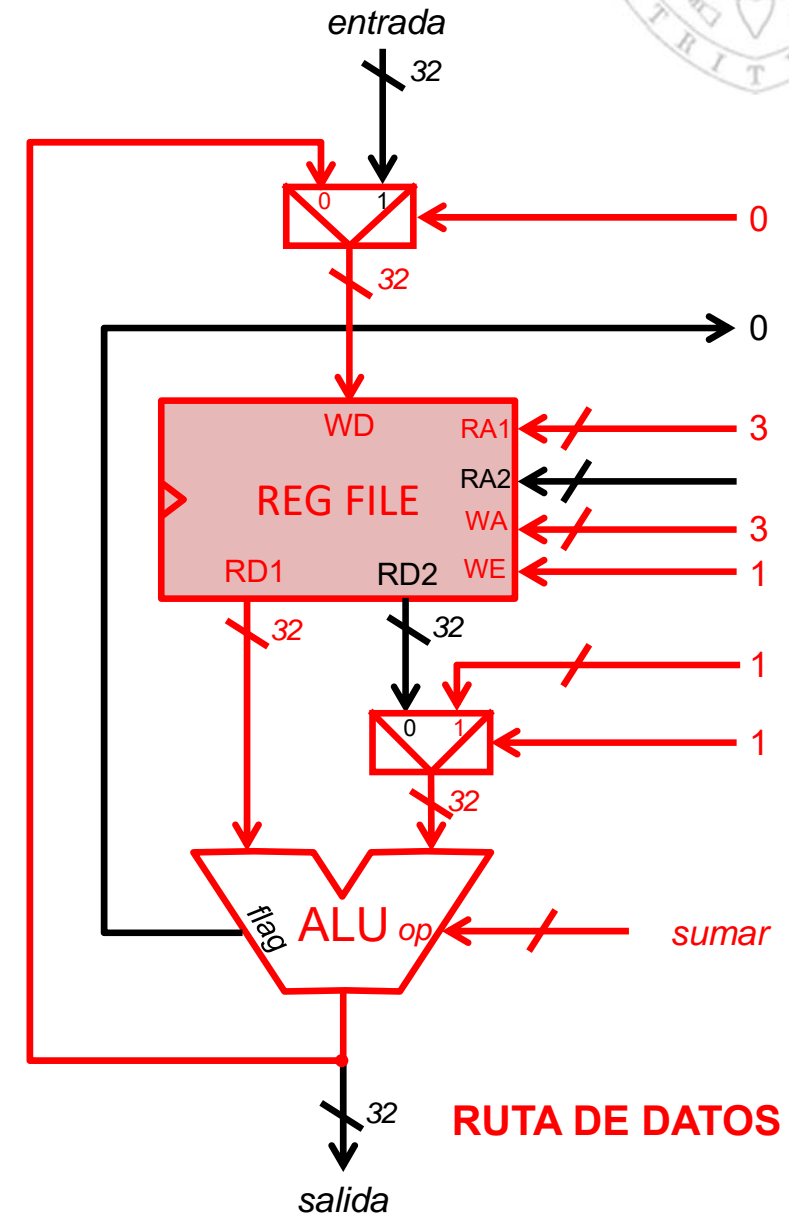 TRIT
entrada
32
0 1
0
32
0
WD
RA1
3
RA2
REG FILE
WA
3
RD1
RD2
WE
1
32
32
1
0 1
1
32
flag
ALU
op
sumar
32
RUTA DE DATOS
salida